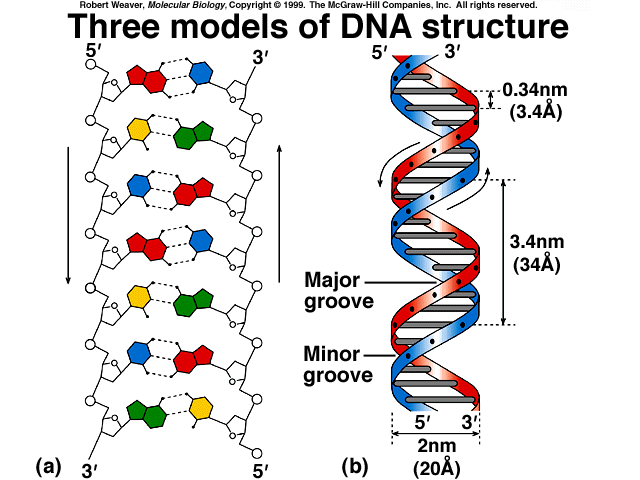 Robert Weaver, Molecular Biology, Copyright © 1999. The McGraw-Hill Companies, Inc. All rights reserved.
Three models of DNA structure
5′
3′
5′
3′
0.34nm
(3.4Å)
3.4nm
(34Å)
Major
groove
Minor
groove
5′
3′
2nm
(20Å)
(a)
3′
5′
(b)